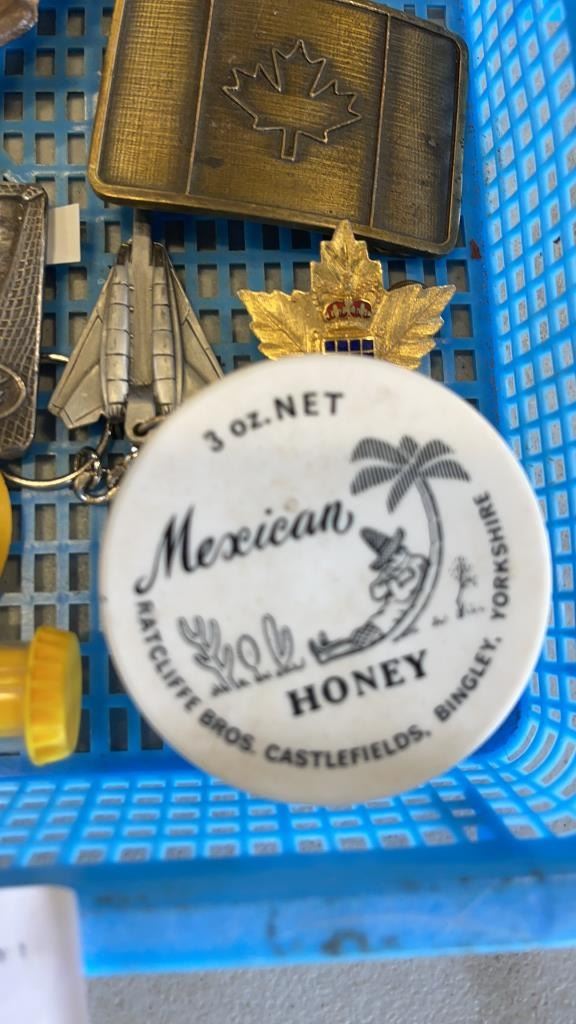 3 oz. NET
Mexican
HONEY
RATCLIFFE BROS. CASTLEFIELDS, BINGLEY, YORKSHIRE